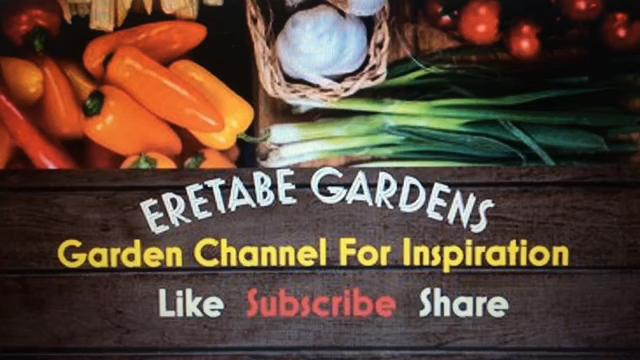 ERETABE GARDENS
Garden Channel For Inspiration
Like Subscribe Share